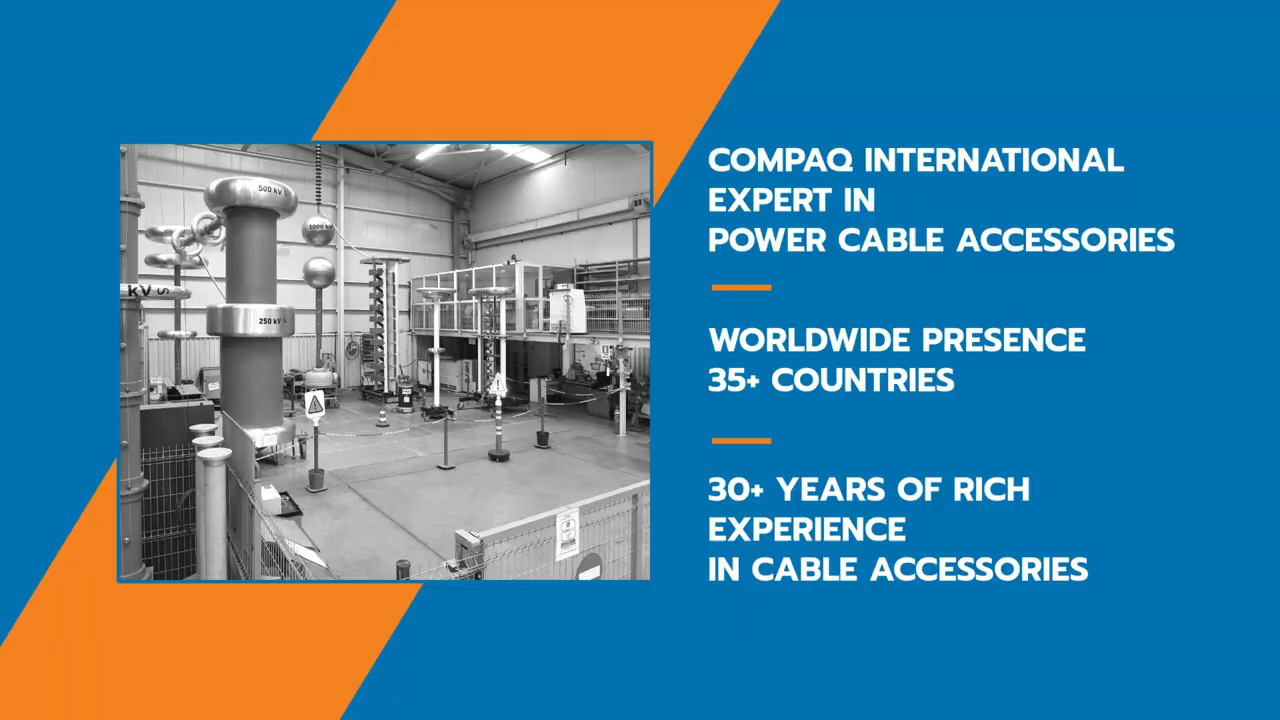 500 kV
1000 kV
kV
250 kV
COMPAQ INTERNATIONAL
EXPERT IN
POWER CABLE ACCESSORIES
WORLDWIDE PRESENCE
35+ COUNTRIES
30+ YEARS OF RICH
EXPERIENCE
IN CABLE ACCESSORIES